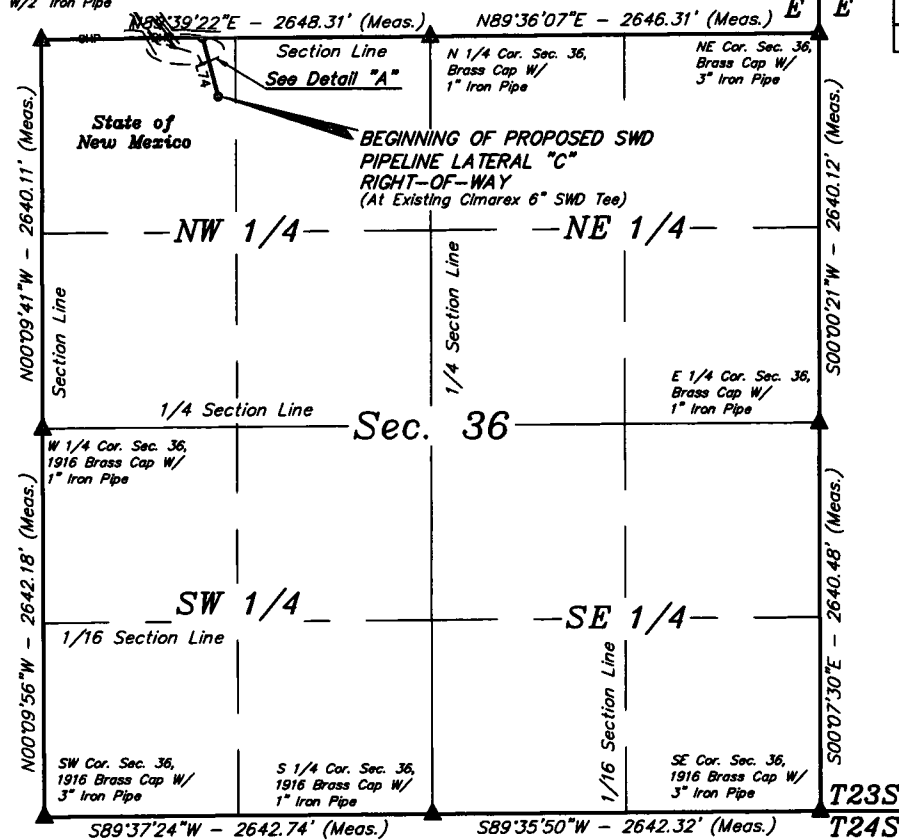 W/2" Iron Pipe
N89°39'22"E - 2648.31' (Meas.)
N89°36'07"E - 2646.31' (Meas.)
E
E
OHP
Section Line
See Detail "A"
L74
N 1/4 Cor. Sec. 36,
Brass Cap W/
1" Iron Pipe
NE Cor. Sec. 36,
Brass Cap W/
3" Iron Pipe
State of
New Mexico
BEGINNING OF PROPOSED SWD
PIPELINE LATERAL "C"
RIGHT-OF-WAY
(At Existing Cimarex 6" SWD Tee)
N00°09'41"W - 2640.11' (Meas.)
Section Line
NW 1/4
NE 1/4
1/4 Section Line
S00°00'21"W - 2640.12' (Meas.)
E 1/4 Cor. Sec. 36,
Brass Cap W/
1" Iron Pipe
1/4 Section Line
Sec. 36
W 1/4 Cor. Sec. 36,
1916 Brass Cap W/
1" Iron Pipe
N00°09'56"W - 2642.18' (Meas.)
SW 1/4
SE 1/4
1/16 Section Line
1/16 Section Line
S00°07'30"E - 2640.48' (Meas.)
SW Cor. Sec. 36,
1916 Brass Cap W/
3" Iron Pipe
S 1/4 Cor. Sec. 36,
1916 Brass Cap W/
1" Iron Pipe
SE Cor. Sec. 36,
1916 Brass Cap W/
3" Iron Pipe
T23S
T24S
S89°37'24"W - 2642.74' (Meas.)
S89°35'50"W - 2642.32' (Meas.)